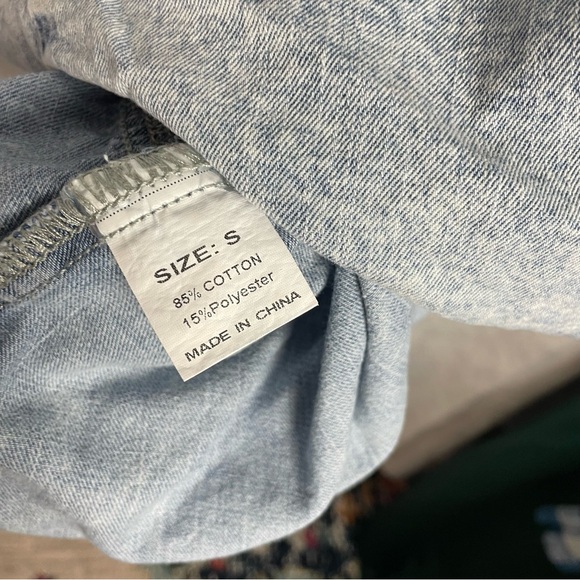 SIZE: S
85% COTTON
15%Polyester
MADE IN CHINA